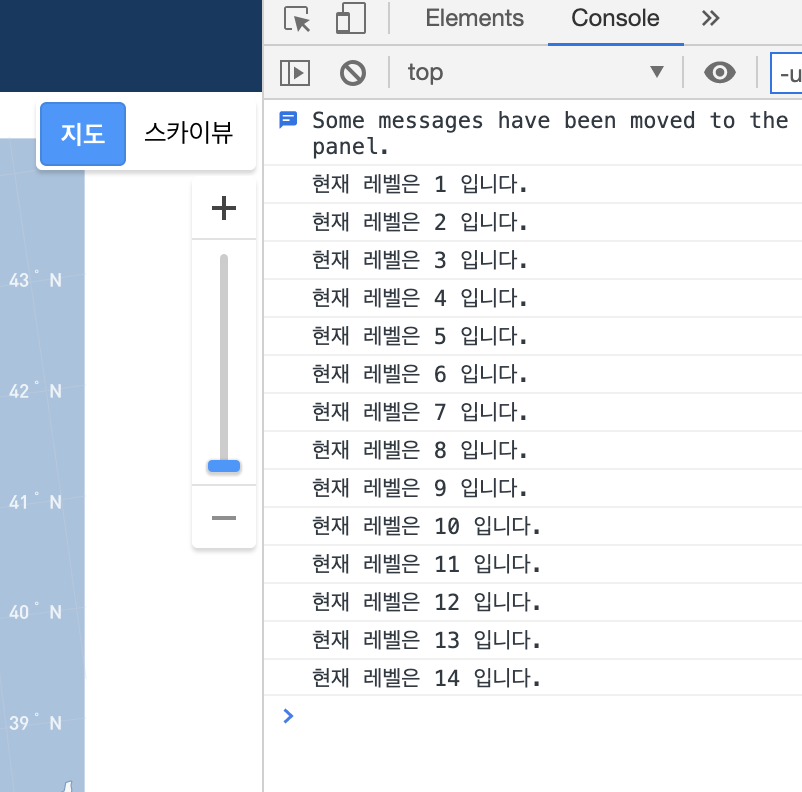 지도 스카이뷰
43° N
42° N
41° N
40° N
39° N
Elements Console
top
-u
Some messages have been moved to the
panel.
현재 레벨은 1 입니다.
현재 레벨은 2 입니다.
현재 레벨은 3 입니다.
현재 레벨은 4 입니다.
현재 레벨은 5 입니다.
현재 레벨은 6 입니다.
현재 레벨은 7 입니다.
현재 레벨은 8 입니다.
현재 레벨은 9 입니다.
현재 레벨은 10 입니다.
현재 레벨은 11 입니다.
현재 레벨은 12 입니다.
현재 레벨은 13 입니다.
현재 레벨은 14 입니다.